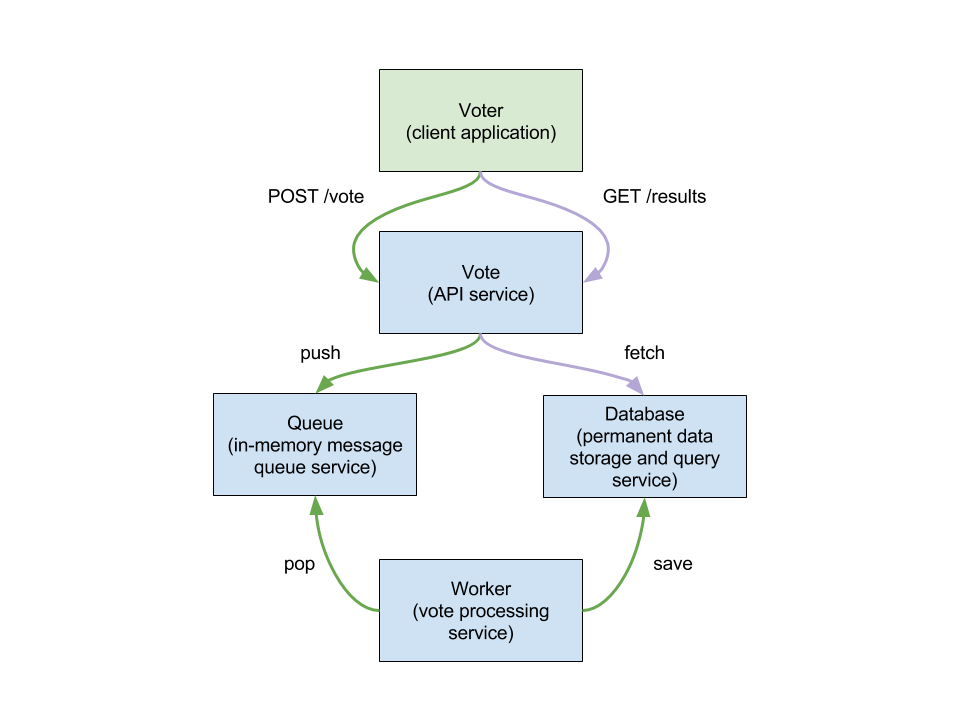 Voter
(client application)
POST /vote
GET /results
Vote
(API service)
push
fetch
Queue
(in-memory message
queue service)
Database
(permanent data
storage and query
service)
pop
save
Worker
(vote processing
service)